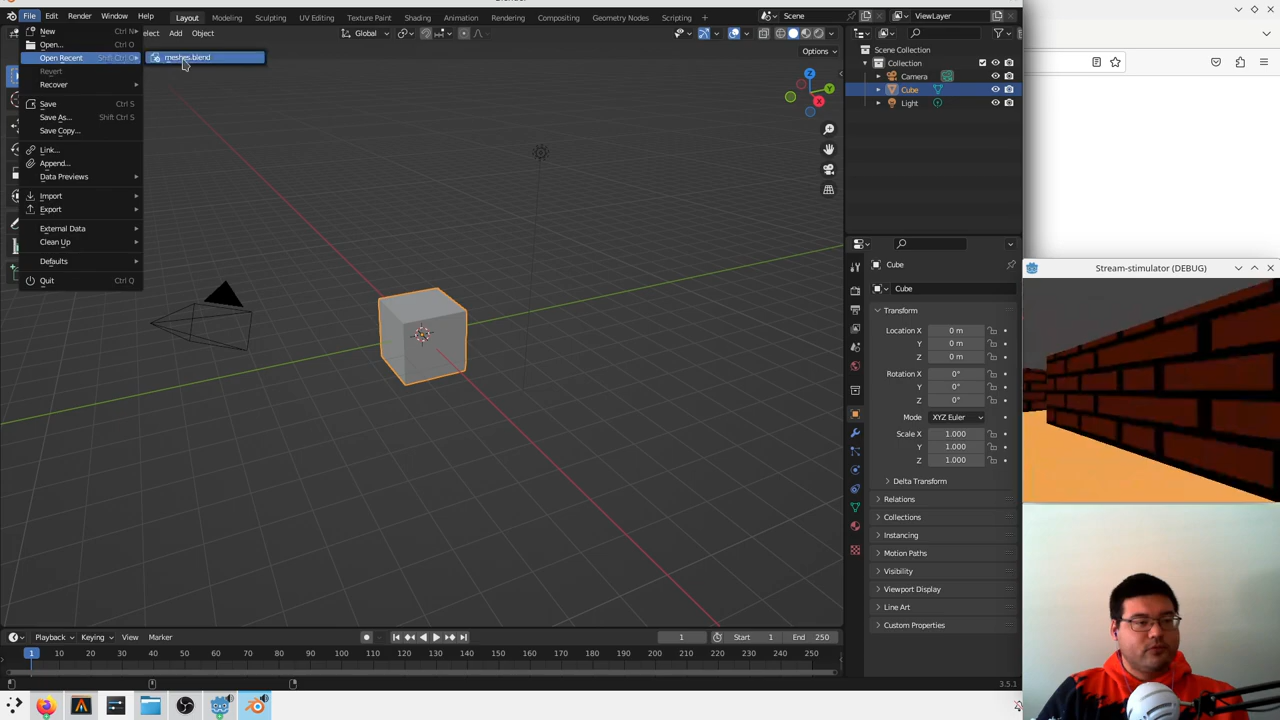 File Edit Render Window Help Layout Modeling Sculpting UV Editing Texture Paint Shading Animation Rendering Compositing Geometry Nodes Scripting Scene ViewLayer
New Ctrl N
Open... Ctrl O
Open Recent Shift Ctrl O
meshes.blend
Revert
Recover
Save Ctrl S
Save As... Shift Ctrl S
Save Copy...
Link...
Append...
Data Previews
Import
Export
External Data
Clean Up
Defaults
Quit Ctrl Q
Add Object Global
Options
Z
Y
X
Scene Collection
Collection
Camera
Cube
Light
Cube
Cube
Transform
Location X 0 m
Y 0 m
Z 0 m
Rotation X 0°
Y 0°
Z 0°
Mode XYZ Euler
Scale X 1.000
Y 1.000
Z 1.000
Delta Transform
Relations
Collections
Instancing
Motion Paths
Visibility
Viewport Display
Line Art
Custom Properties
Stream-stimulator (DEBUG)
Playback Keying View Marker 1 Start 1 End 250
1 10 20 30 40 50 60 70 80 90 100 110 120 130 140 150 160 170 180 190 200 210 220 230 240 250
3.5.1